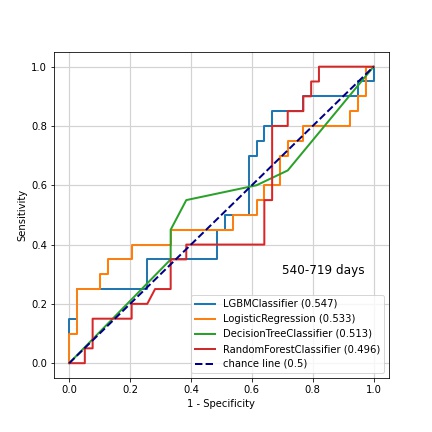 1.0
0.8
0.6
0.4
0.2
0.0
Sensitivity
540-719 days
LGBMClassifier (0.547)
LogisticRegression (0.533)
DecisionTreeClassifier (0.513)
RandomForestClassifier (0.496)
chance line (0.5)
0.0 0.2 0.4 0.6 0.8 1.0
1 - Specificity